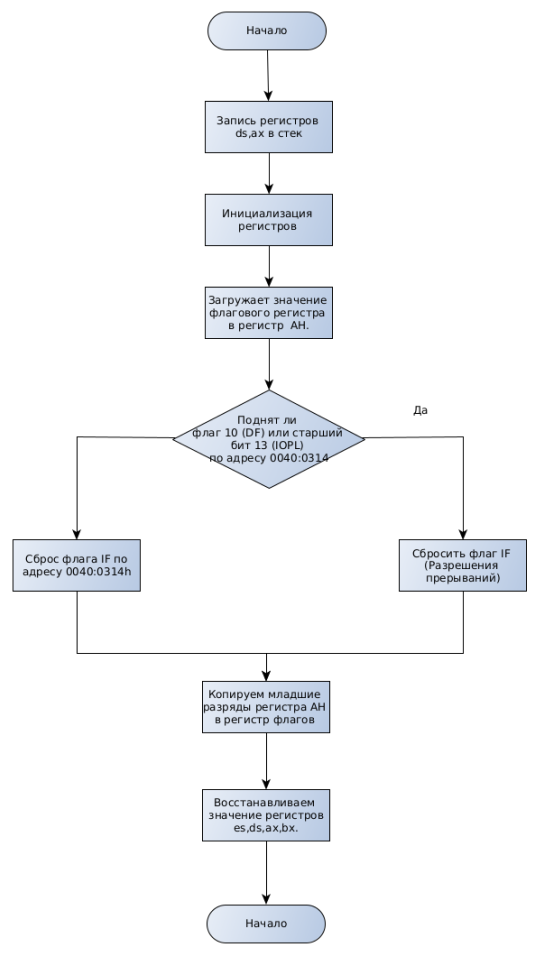 Начало
Запись регистров
ds,ax в стек
Инициализация
регистров
Загружает значение
флагового регистра
в регистр AH.
Да
Поднят ли
флаг 10 (DF) или старший
бит 13 (IOPL)
по адресу 0040:0314
Сброс флага IF по
адресу 0040:0314h
Сбросить флаг IF
(Разрешения
прерываний)
Копируем младшие
разряды регистра AH
в регистр флагов
Восстанавливаем
значение регистров
es,ds,ax,bx.
Начало